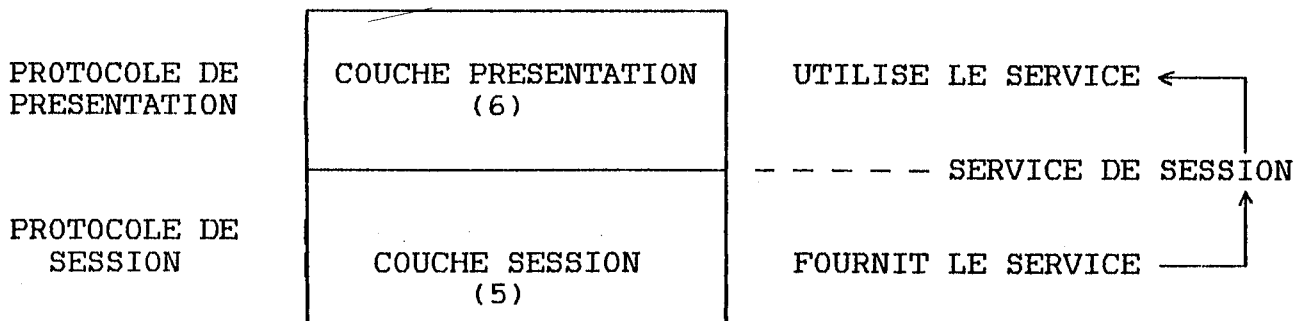 PROTOCOLE DE
PRESENTATION
COUCHE PRESENTATION
(6)
UTILISE LE SERVICE
SERVICE DE SESSION
PROTOCOLE DE
SESSION
COUCHE SESSION
(5)
FOURNIT LE SERVICE